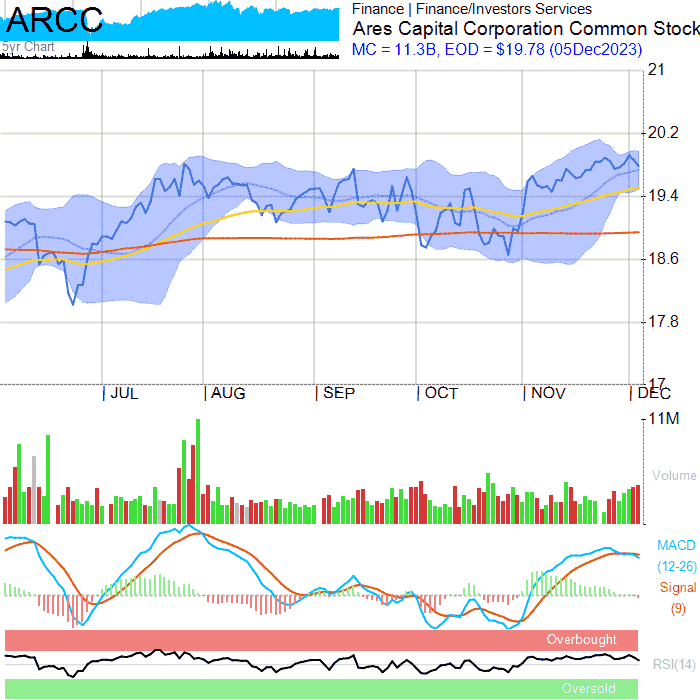 ARCC
5yr Chart
Finance | Finance/Investors Services
Ares Capital Corporation Common Stock
MC = 11.3B, EOD = $19.78 (05Dec2023)
21
20.2
19.4
18.6
17.8
17
JUL AUG SEP OCT NOV DEC
11M
Volume
MACD
(12-26)
Signal
(9)
Overbought
RSI(14)
Oversold